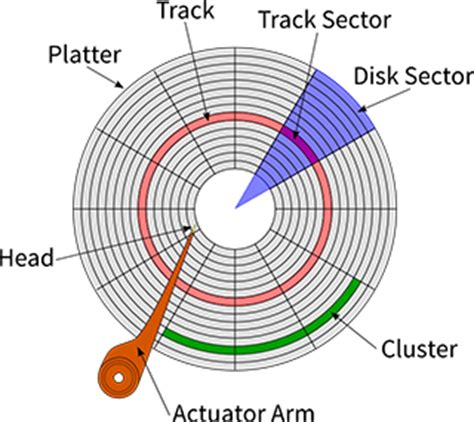 Track
Track Sector
Platter
Disk Sector
Head
Cluster
Actuator Arm